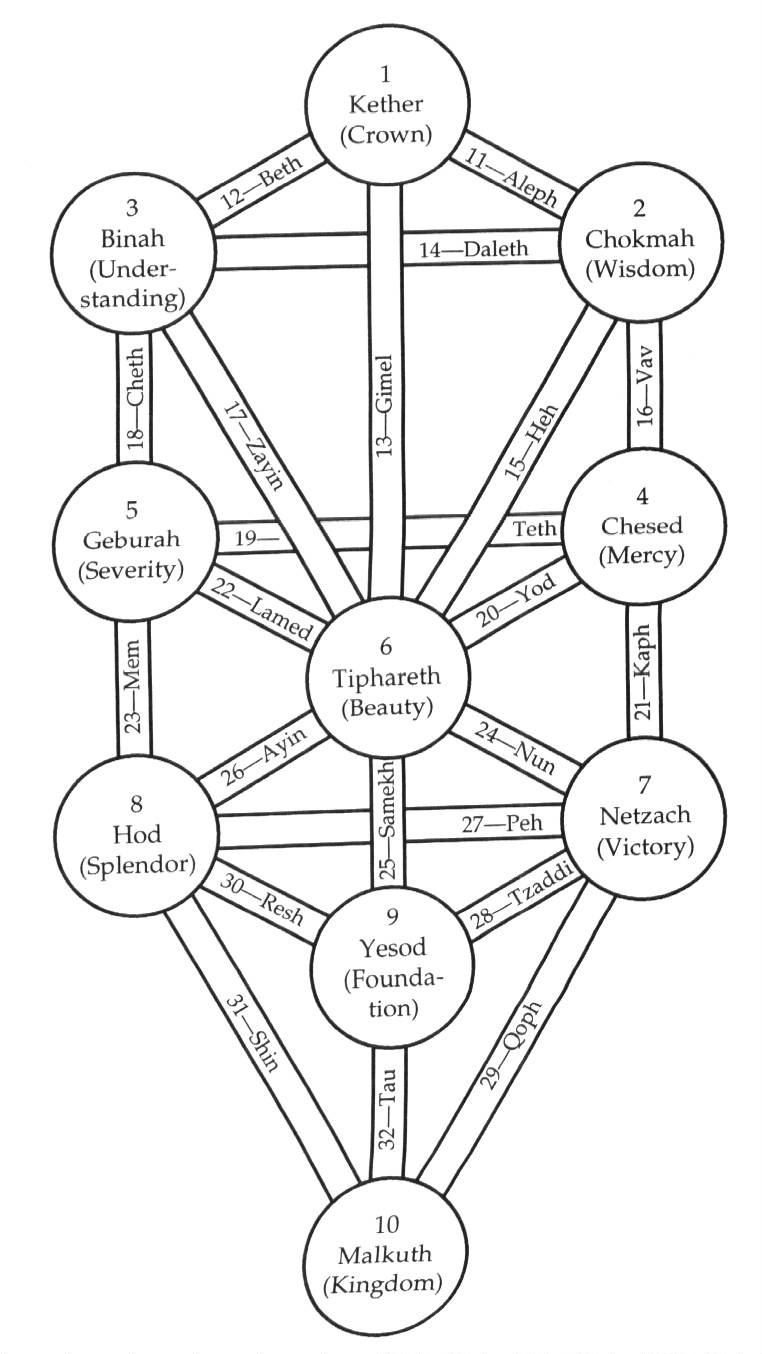 1
Kether
(Crown)
12—Beth
11—Aleph
3
Binah
(Under-
standing)
2
Chokmah
(Wisdom)
14—Daleth
18—Cheth
17—Zayin
13—Gimel
15—Heh
16—Vav
5
Geburah
(Severity)
4
Chesed
(Mercy)
19—
Teth
22—Lamed
20—Yod
6
Tiphareth
(Beauty)
23—Mem
21—Kaph
26—Ayin
24—Nun
25—Samekh
8
Hod
(Splendor)
7
Netzach
(Victory)
27—Peh
30—Resh
28—Tzaddi
9
Yesod
(Founda-
tion)
31—Shin
29—Qoph
32—Tau
10
Malkuth
(Kingdom)